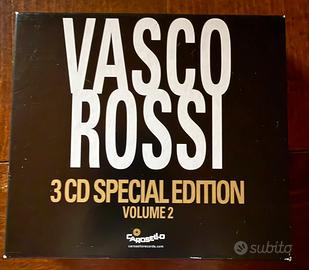 VASCO
ROSSI
3 CD SPECIAL EDITION
VOLUME 2
CAROSELLO
carosellorecords.com
subito